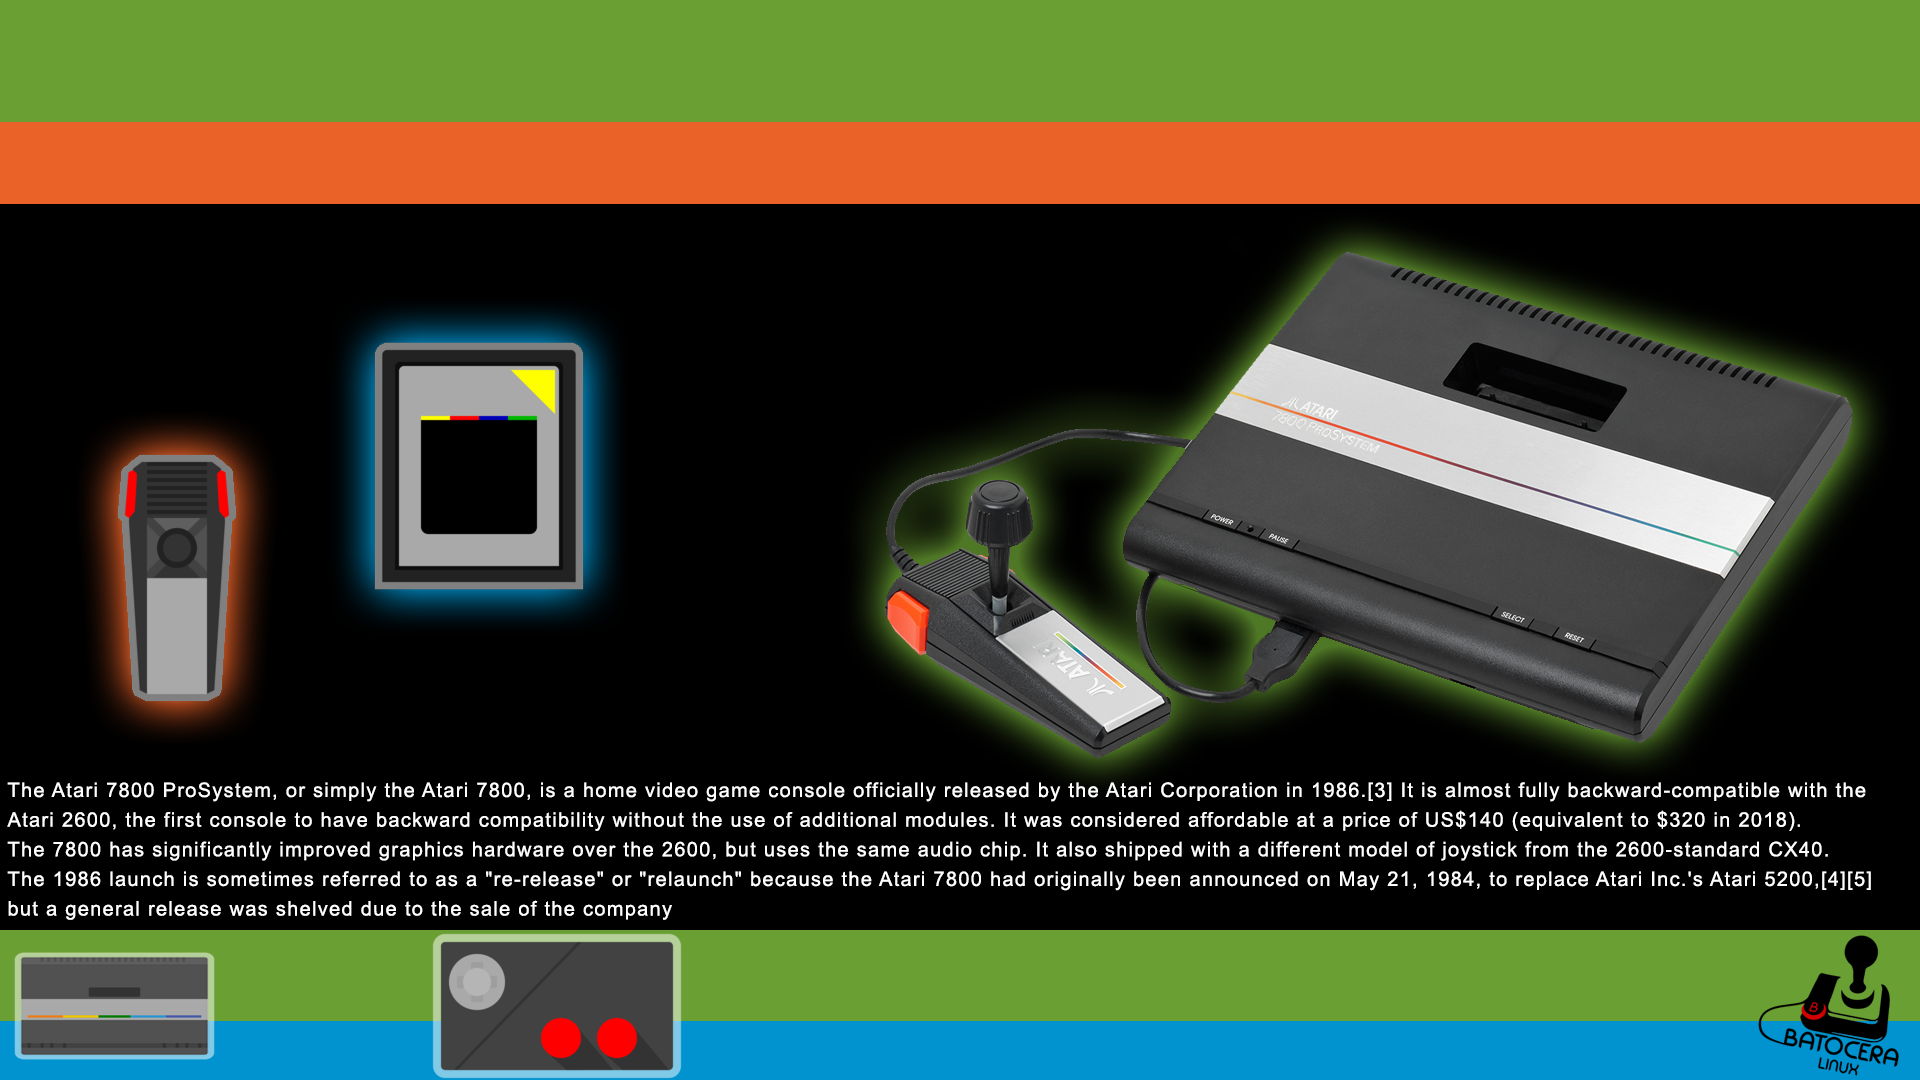 ATARI
7800 PROSYSTEM
POWER
PAUSE
SELECT
RESET
ATARI
The Atari 7800 ProSystem, or simply the Atari 7800, is a home video game console officially released by the Atari Corporation in 1986.[3] It is almost fully backward-compatible with the
Atari 2600, the first console to have backward compatibility without the use of additional modules. It was considered affordable at a price of US$140 (equivalent to $320 in 2018).
The 7800 has significantly improved graphics hardware over the 2600, but uses the same audio chip. It also shipped with a different model of joystick from the 2600-standard CX40.
The 1986 launch is sometimes referred to as a "re-release" or "relaunch" because the Atari 7800 had originally been announced on May 21, 1984, to replace Atari Inc.'s Atari 5200,[4][5]
but a general release was shelved due to the sale of the company
B
BATOCERA
LINUX